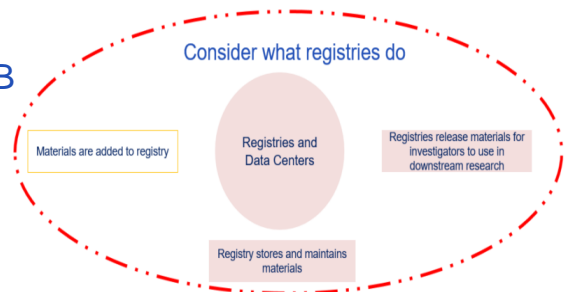 B
Consider what registries do
Materials are added to registry
Registries and
Data Centers
Registries release materials for
investigators to use in
downstream research
Registry stores and maintains
materials